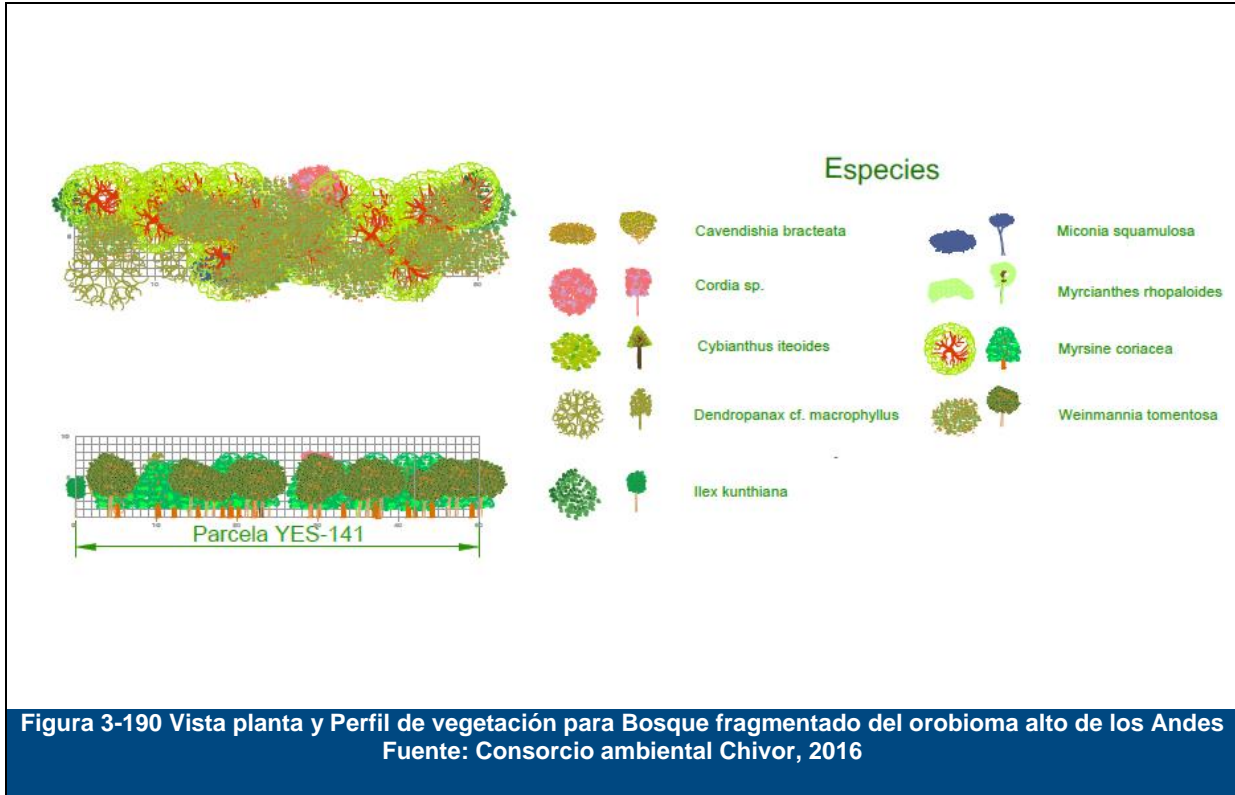 Especies
Cavendishia bracteata
Cordia sp.
Cybianthus iteoides
Dendropanax cf. macrophyllus
Ilex kunthiana
Miconia squamulosa
Myrcianthes rhopaloides
Myrsine coriacea
Weinmannia tomentosa
10
Parcela YES-141
Figura 3-190 Vista planta y Perfil de vegetación para Bosque fragmentado del orobioma alto de los Andes
Fuente: Consorcio ambiental Chivor, 2016